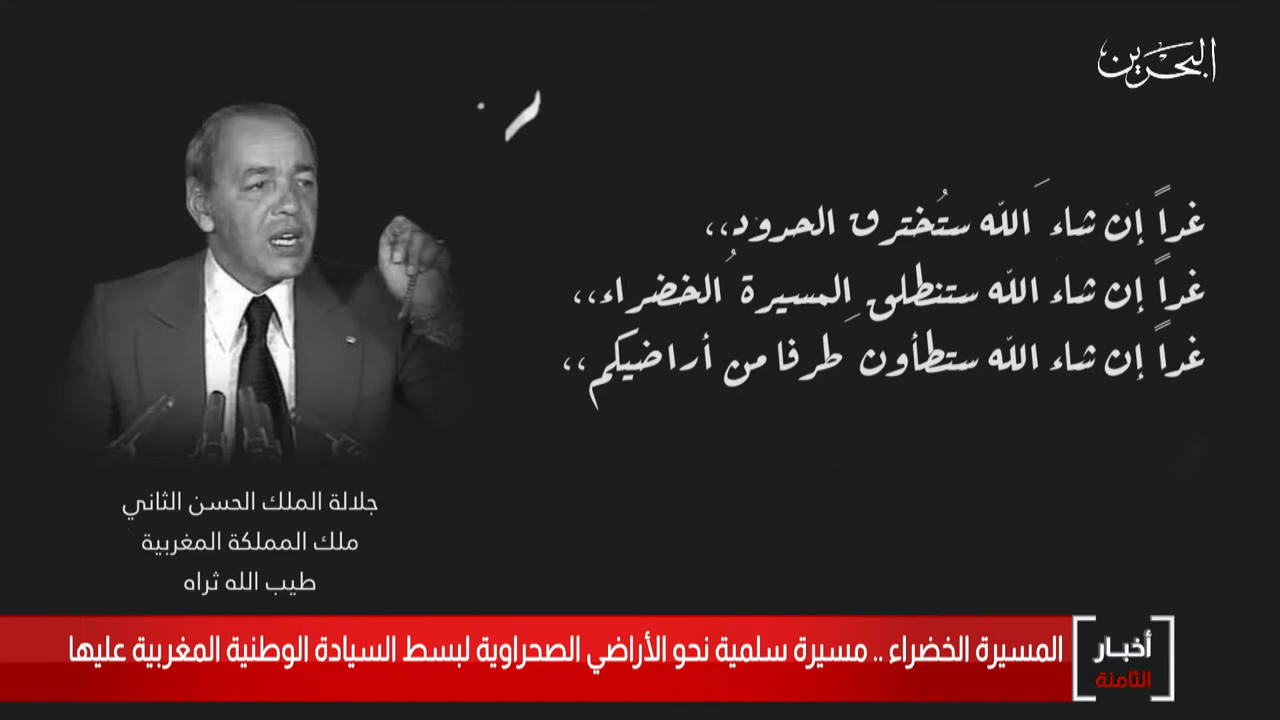 البحرين
غداً إن شاء الله ستُخترق الحدود،،
غداً إن شاء الله ستنطلق المسيرة الخضراء،،
غداً إن شاء الله ستطأون طرفا من أراضيكم،،
جلالة الملك الحسن الثاني
ملك المملكة المغربية
طيب الله ثراه
المسيرة الخضراء .. مسيرة سلمية نحو الأراضي الصحراوية لبسط السيادة الوطنية المغربية عليها
أخبار
الثامنة